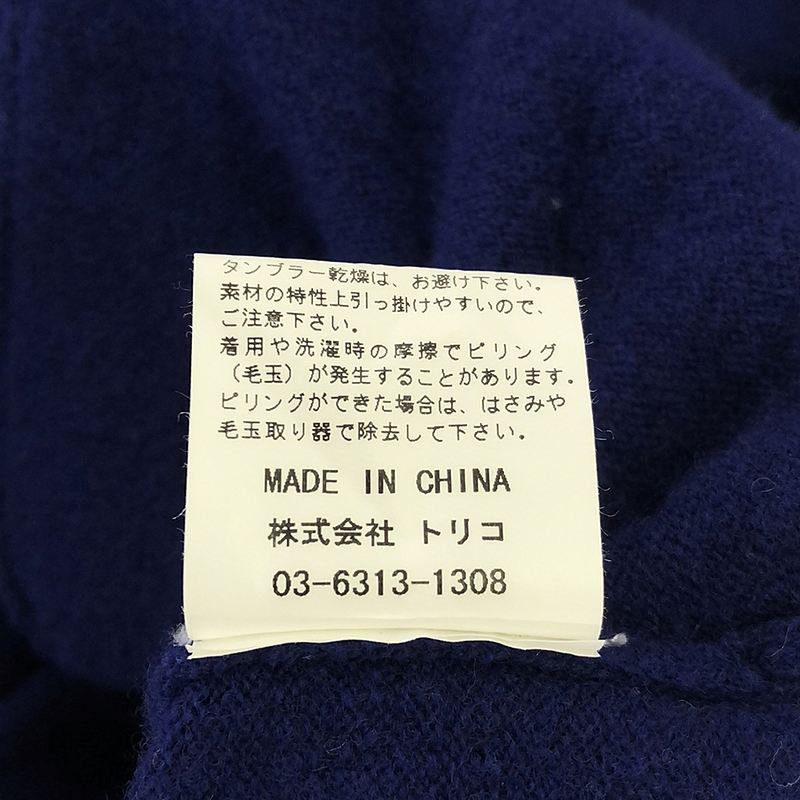 タンブラー乾燥は、お避け下さい。
素材の特性上引っ掛けやすいので、
ご注意下さい。
着用や洗濯時の摩擦でピリング
（毛玉）が発生することがあります。
ピリングができた場合は、はさみや
毛玉取り器で除去して下さい。
MADE IN CHINA
株式会社 トリコ
03-6313-1308